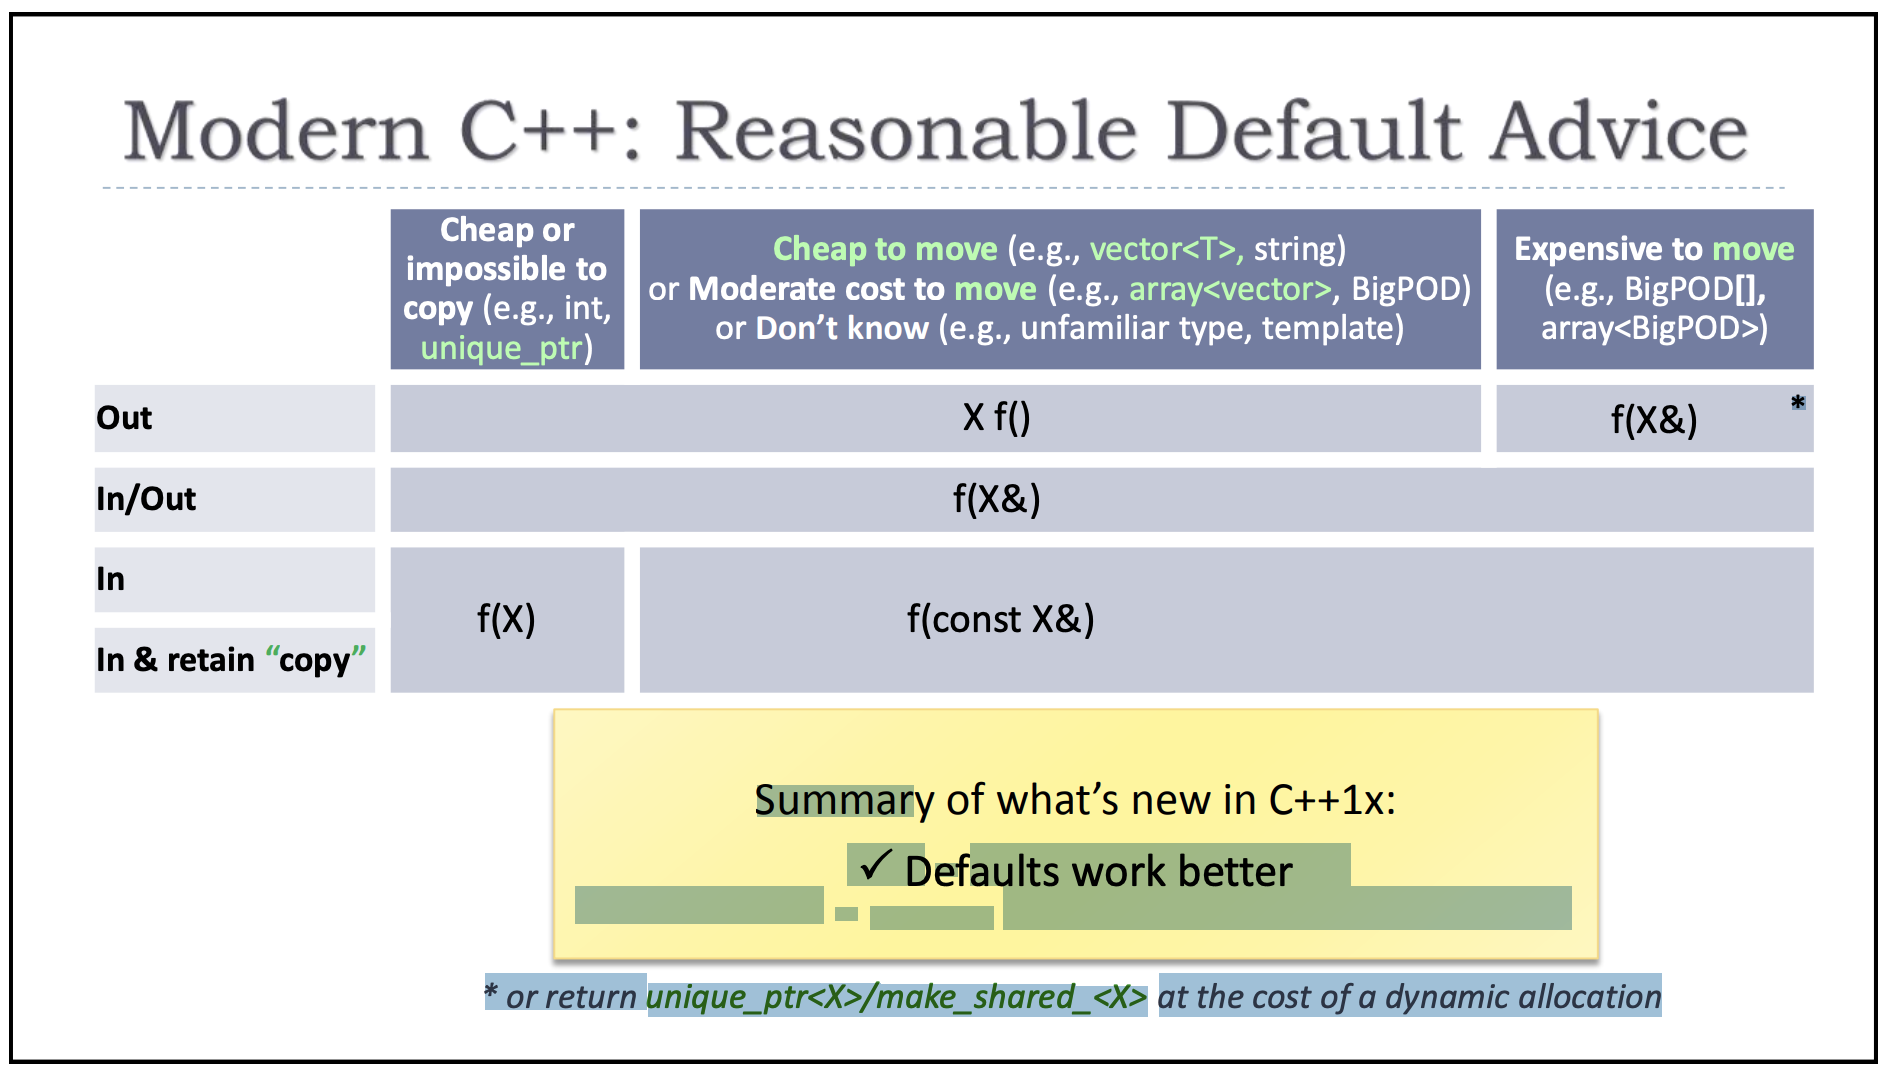 Modern C++: Reasonable Default Advice
Cheap or
impossible to
copy (e.g., int,
unique_ptr)
Cheap to move (e.g., vector<T>, string)
or Moderate cost to move (e.g., array<vector>, BigPOD)
or Don’t know (e.g., unfamiliar type, template)
Expensive to move
(e.g., BigPOD[],
array<BigPOD>)
Out
X f()
f(X&)
*
In/Out
f(X&)
In
In & retain “copy”
f(X)
f(const X&)
Summary of what’s new in C++1x:
✓ Defaults work better
* or return unique_ptr<X>/make_shared_<X> at the cost of a dynamic allocation